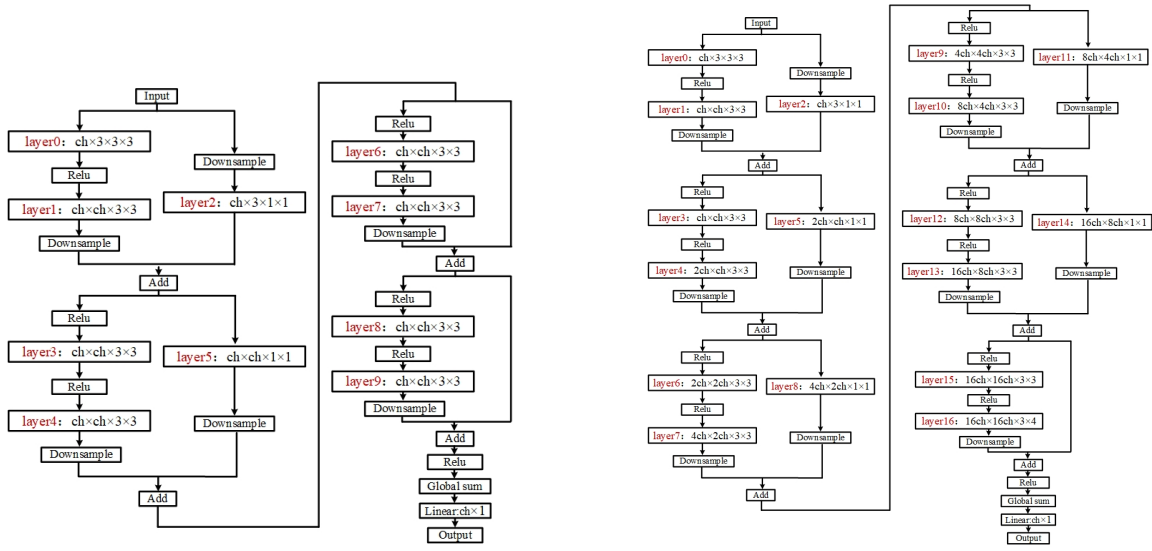 Input
layer0: ch×3×3×3
Relu
layer1: ch×ch×3×3
Downsample
Downsample
layer2: ch×3×1×1
Add
Relu
layer3: ch×ch×3×3
Relu
layer4: ch×ch×3×3
Downsample
layer5: ch×ch×1×1
Downsample
Add
Relu
layer6: ch×ch×3×3
Relu
layer7: ch×ch×3×3
Downsample
Add
Relu
layer8: ch×ch×3×3
Relu
layer9: ch×ch×3×3
Downsample
Add
Relu
Global sum
Linear:ch×1
Output
Input
layer0: ch×3×3×3
Relu
layer1: ch×ch×3×3
Downsample
Downsample
layer2: ch×3×1×1
Add
Relu
layer3: ch×ch×3×3
Relu
layer4: 2ch×ch×3×3
Downsample
layer5: 2ch×ch×1×1
Downsample
Add
Relu
layer6: 2ch×2ch×3×3
Relu
layer7: 4ch×2ch×3×3
Downsample
layer8: 4ch×2ch×1×1
Downsample
Add
Relu
layer9: 4ch×4ch×3×3
Relu
layer10: 8ch×4ch×3×3
Downsample
layer11: 8ch×4ch×1×1
Downsample
Add
Relu
layer12: 8ch×8ch×3×3
Relu
layer13: 16ch×8ch×3×3
Downsample
layer14: 16ch×8ch×1×1
Downsample
Add
Relu
layer15: 16ch×16ch×3×3
Relu
layer16: 16ch×16ch×3×4
Downsample
Add
Relu
Global sum
Linear:ch×1
Output